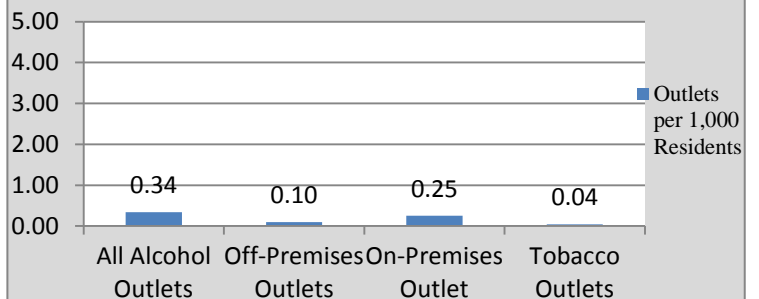 5.00
4.00
3.00
2.00
1.00
0.00
0.34
0.10
0.25
0.04
All Alcohol Outlets
Off-Premises Outlets
On-Premises Outlet
Tobacco Outlets
Outlets
per 1,000
Residents